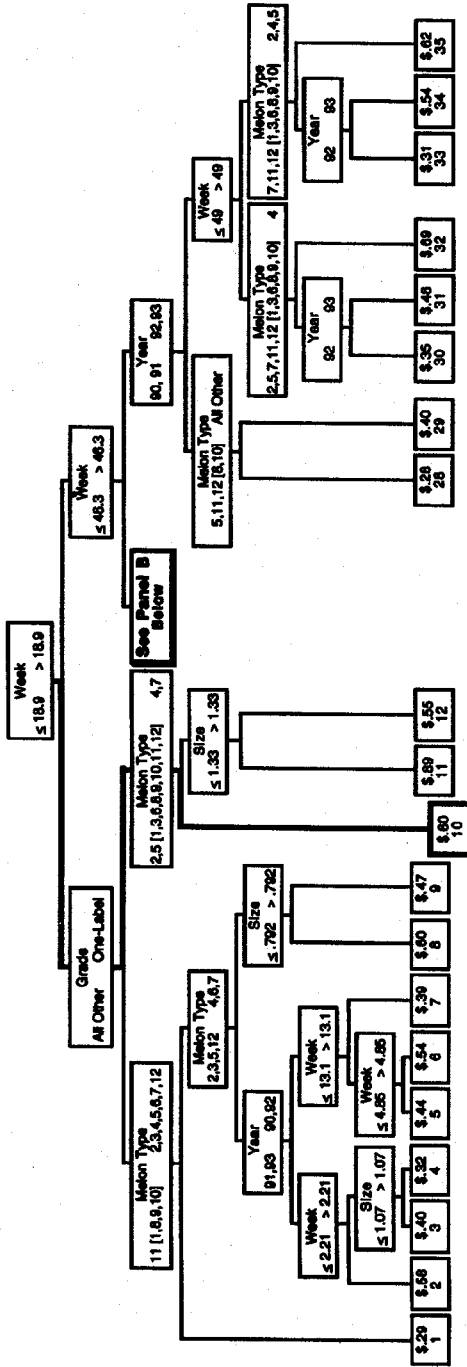 Week
≤18.9 > 18.9
Grade
All Other One-Label
Week
≤ 46.3 > 46.3
Melon Type
11 [1,8,9,10] 2,3,4,5,6,7,12
Melon Type
2,5 [1,3,6,8,9,10,11,12] 4,7
See Panel B
Below
Year
90, 91 92,93
Melon Type
2,3,5,12 4,6,7
Size
≤ 1.33 > 1.33
Melon Type
5,11,12 [8,10] All Other
Week
≤ 49 > 49
Year
91,93 90,92
Size
≤.792 > .792
Melon Type
2,5,7,11,12 [1,3,6,8,9,10] 4
Melon Type
7,11,12 [1,3,6,8,9,10] 2,4,5
Week
≤ 2.21 > 2.21
Week
≤ 13.1 > 13.1
Year
92 93
Year
92 93
Size
≤ 1.07 > 1.07
Week
≤ 4.85 > 4.85
$.29
1
$.58
2
$.40
3
$.32
4
$.44
5
$.54
6
$.39
7
$.60
8
$.47
9
$.60
10
$.89
11
$.55
12
$.28
28
$.40
29
$.35
30
$.46
31
$.69
32
$.31
33
$.54
34
$.62
35